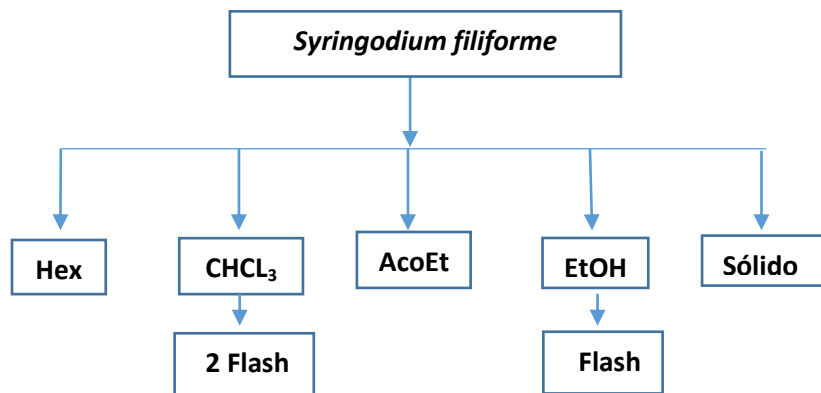 Syringodium filiforme
Hex
CHCL₃
AcoEt
EtOH
Sólido
2 Flash
Flash